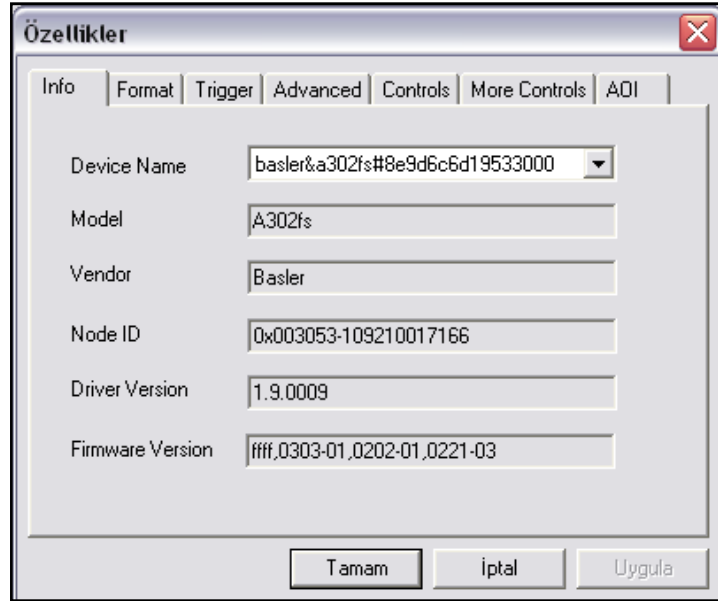 Özellikler
Info Format Trigger Advanced Controls More Controls AOI
Device Name basler&a302fs#8e9d6c6d19533000
Model A302fs
Vendor Basler
Node ID 0x003053-109210017166
Driver Version 1.9.0009
Firmware Version ffff,0303-01,0202-01,0221-03
Tamam İptal Uygula